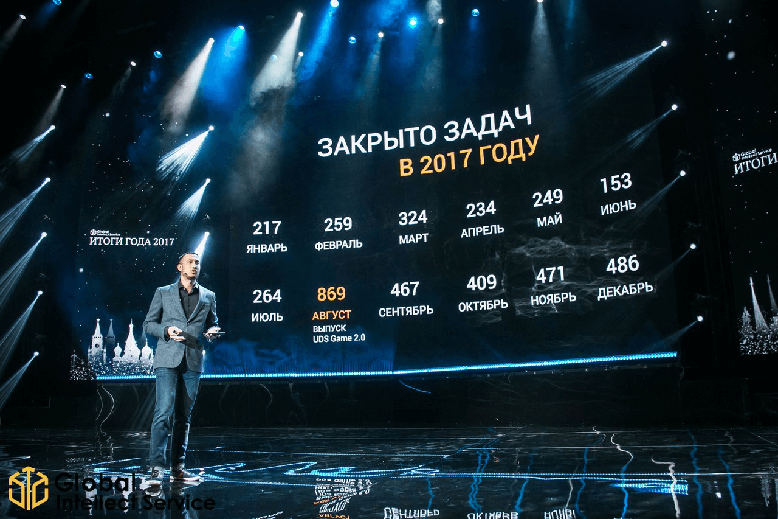 ЗАКРЫТО ЗАДАЧ
В 2017 ГОДУ
217 259 324 234 249 153
ЯНВАРЬ ФЕВРАЛЬ МАРТ АПРЕЛЬ МАЙ ИЮНЬ
264 869 467 409 471 486
ИЮЛЬ АВГУСТ СЕНТЯБРЬ ОКТЯБРЬ НОЯБРЬ ДЕКАБРЬ
ВЫПУСК
UDS Game 2.0
ИТОГИ ГОДА 2017
Global
ИТОГИ
Global
Intellect Service